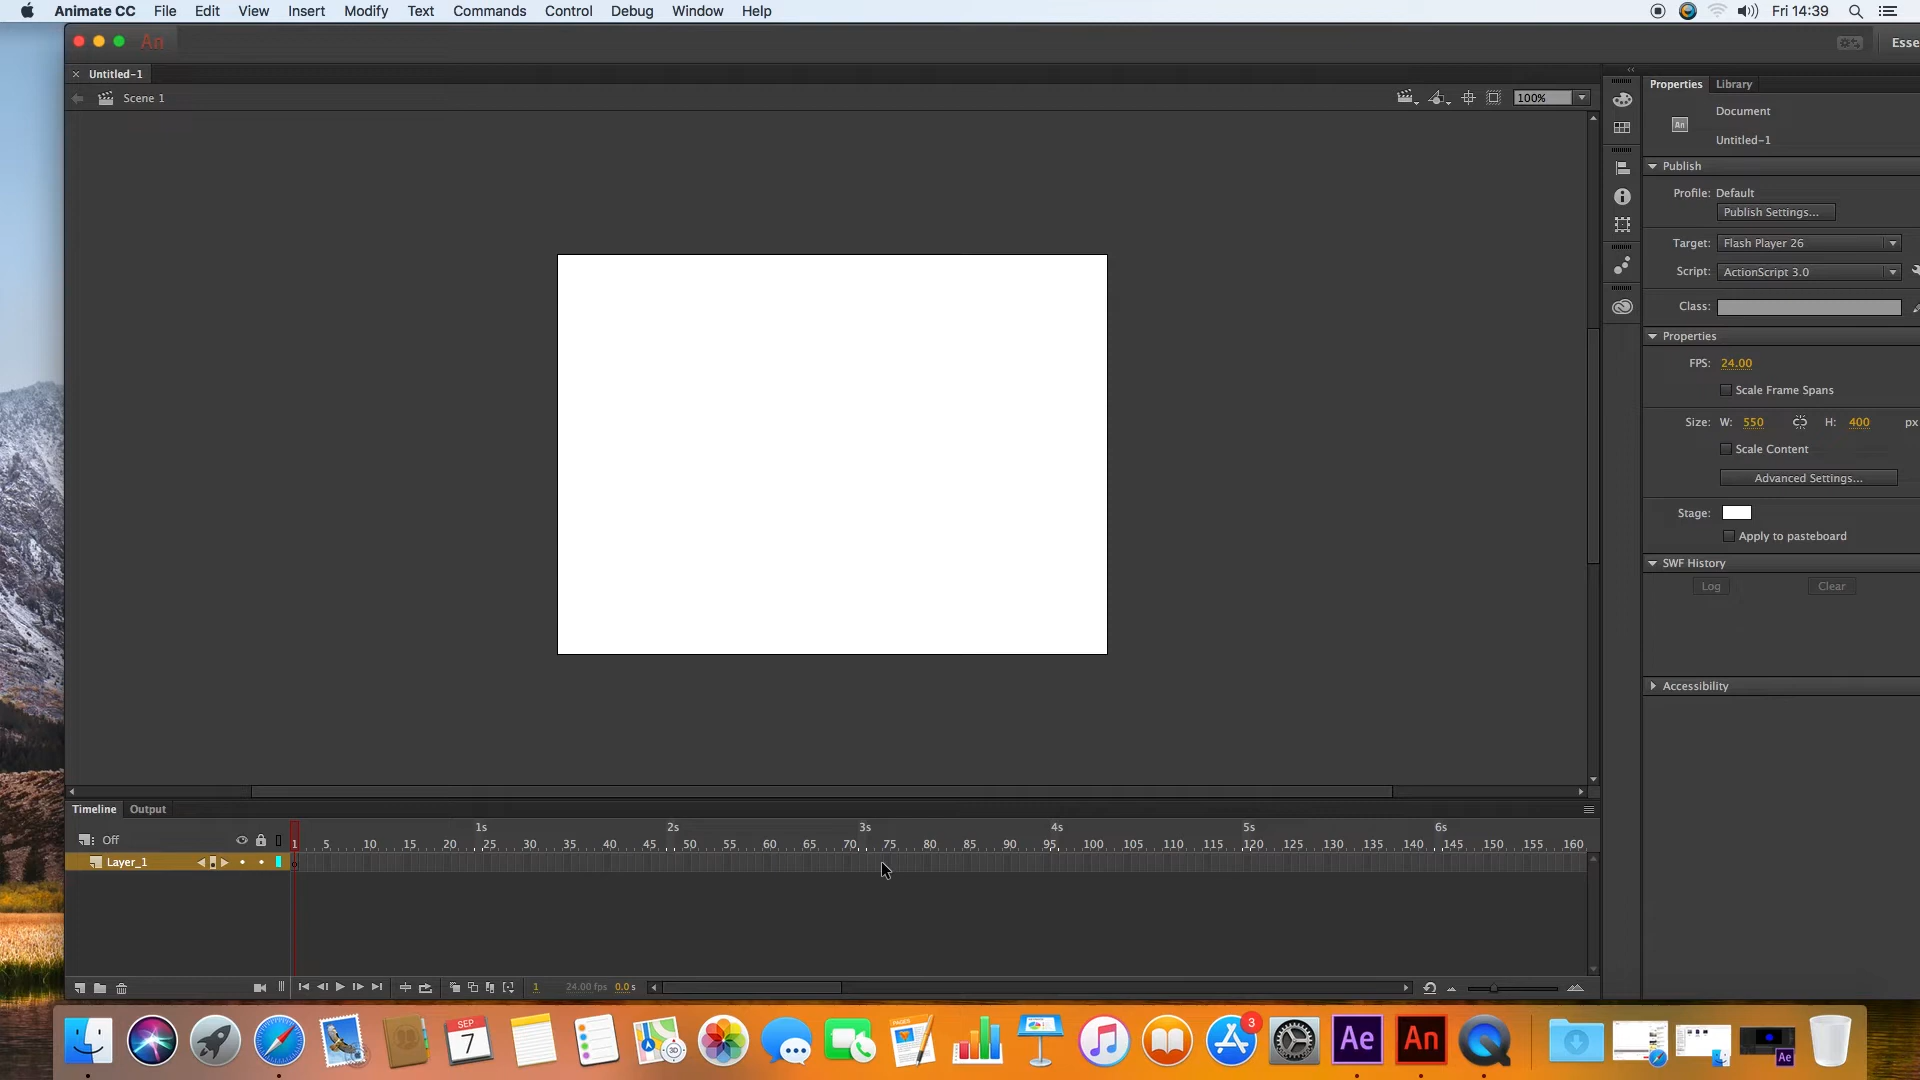 Animate CC File Edit View Insert Modify Text Commands Control Debug Window Help Fri 14:39
An Esse
× Untitled-1
Scene 1 100%
Properties Library
Document
An
Untitled-1
Publish
Profile: Default
Publish Settings...
Target: Flash Player 26
Script: ActionScript 3.0
Class:
Properties
FPS: 24.00
Scale Frame Spans
Size: W: 550 H: 400 px
Scale Content
Advanced Settings...
Stage:
Apply to pasteboard
SWF History
Log Clear
Accessibility
Timeline Output
1s 2s 3s 4s 5s 6s
Off 1 5 10 15 20 25 30 35 40 45 50 55 60 65 70 75 80 85 90 95 100 105 110 115 120 125 130 135 140 145 150 155 160
Layer_1
1 24.00 fps 0.0 s
SEP
7
3D
PAGES
3
Ae An
Ae